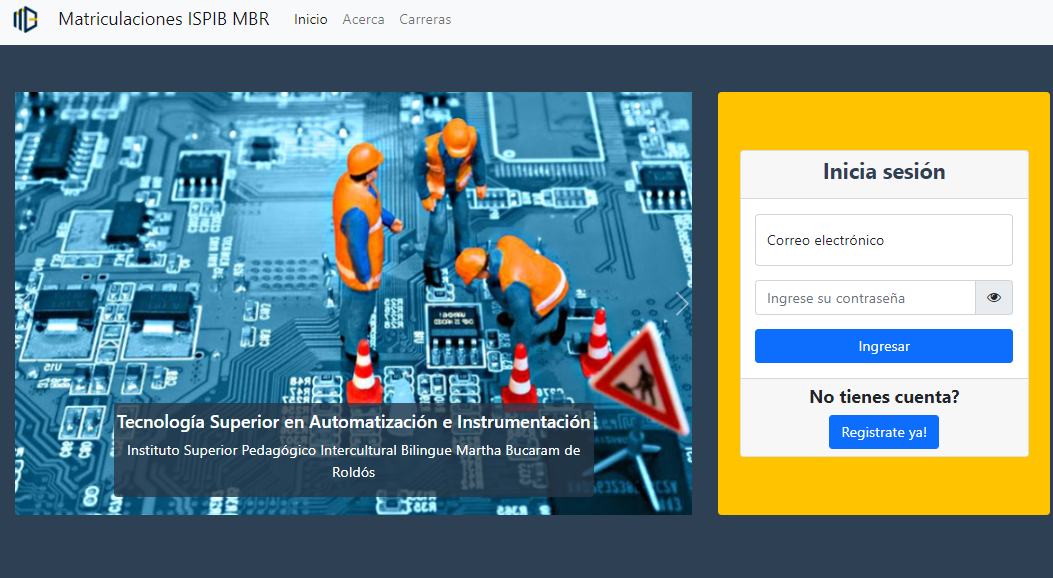 Matriculaciones ISPIB MBR
Inicio
Acerca
Carreras
Tecnología Superior en Automatización e Instrumentación
Instituto Superior Pedagógico Intercultural Bilingue Martha Bucaram de
Roldós
Inicia sesión
Correo electrónico
Ingrese su contraseña
Ingresar
No tienes cuenta?
Registrate ya!